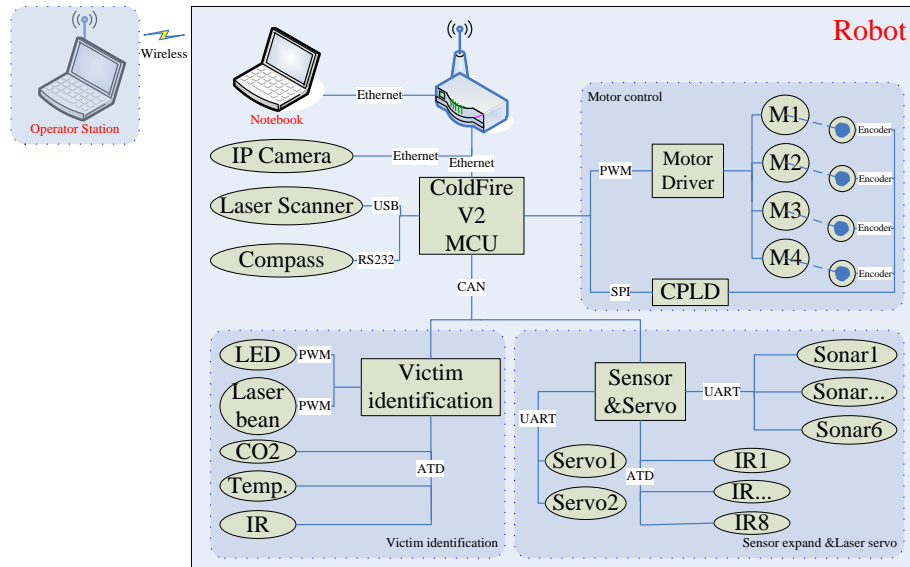 Robot
Wireless
Operator Station
Ethernet
Notebook
IP Camera
Ethernet
Ethernet
Laser Scanner
USB
Compass
RS232
ColdFire
V2
MCU
CAN
Motor control
PWM
Motor
Driver
M1
Encoder
M2
Encoder
M3
Encoder
M4
Encoder
SPI
CPLD
LED
PWM
Laser
bean
PWM
Victim
identification
CO2
ATD
Temp.
IR
Victim identification
Sensor
&Servo
UART
Sonar1
Sonar...
Sonar6
UART
Servo1
Servo2
ATD
IR1
IR...
IR8
Sensor expand &Laser servo